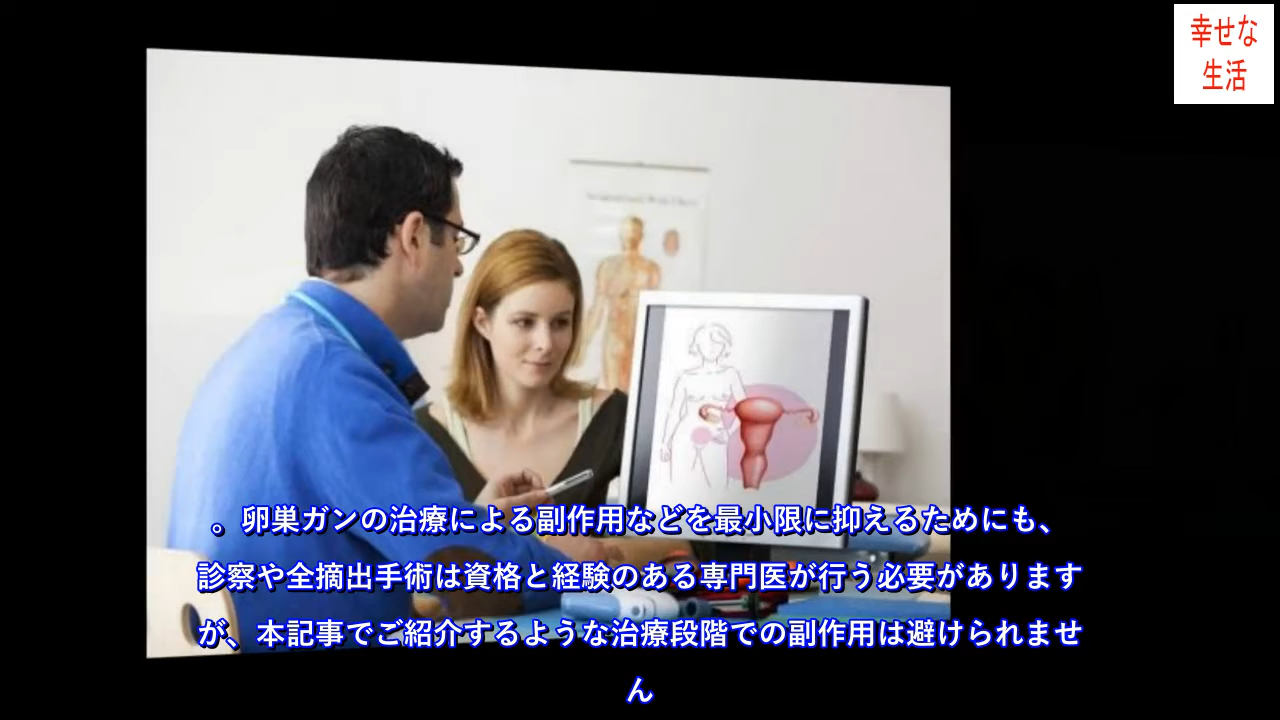 幸せな
生活
。卵巣ガンの治療による副作用などを最小限に抑えるためにも、
診察や全摘出手術は資格と経験のある専門医が行う必要があります
が、本記事でご紹介するような治療段階での副作用は避けられませ
ん